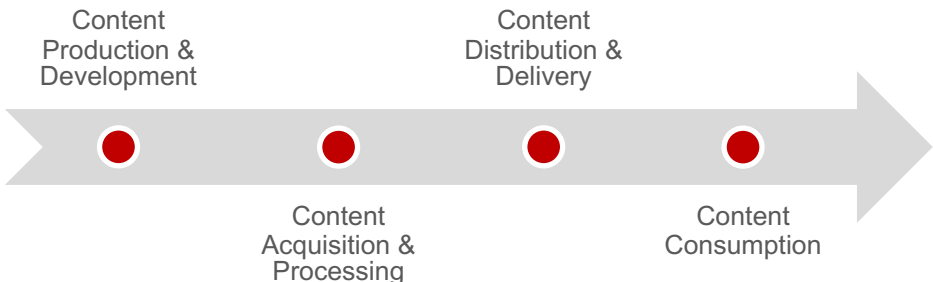 Content
Production &
Development
Content
Acquisition &
Processing
Content
Distribution &
Delivery
Content
Consumption